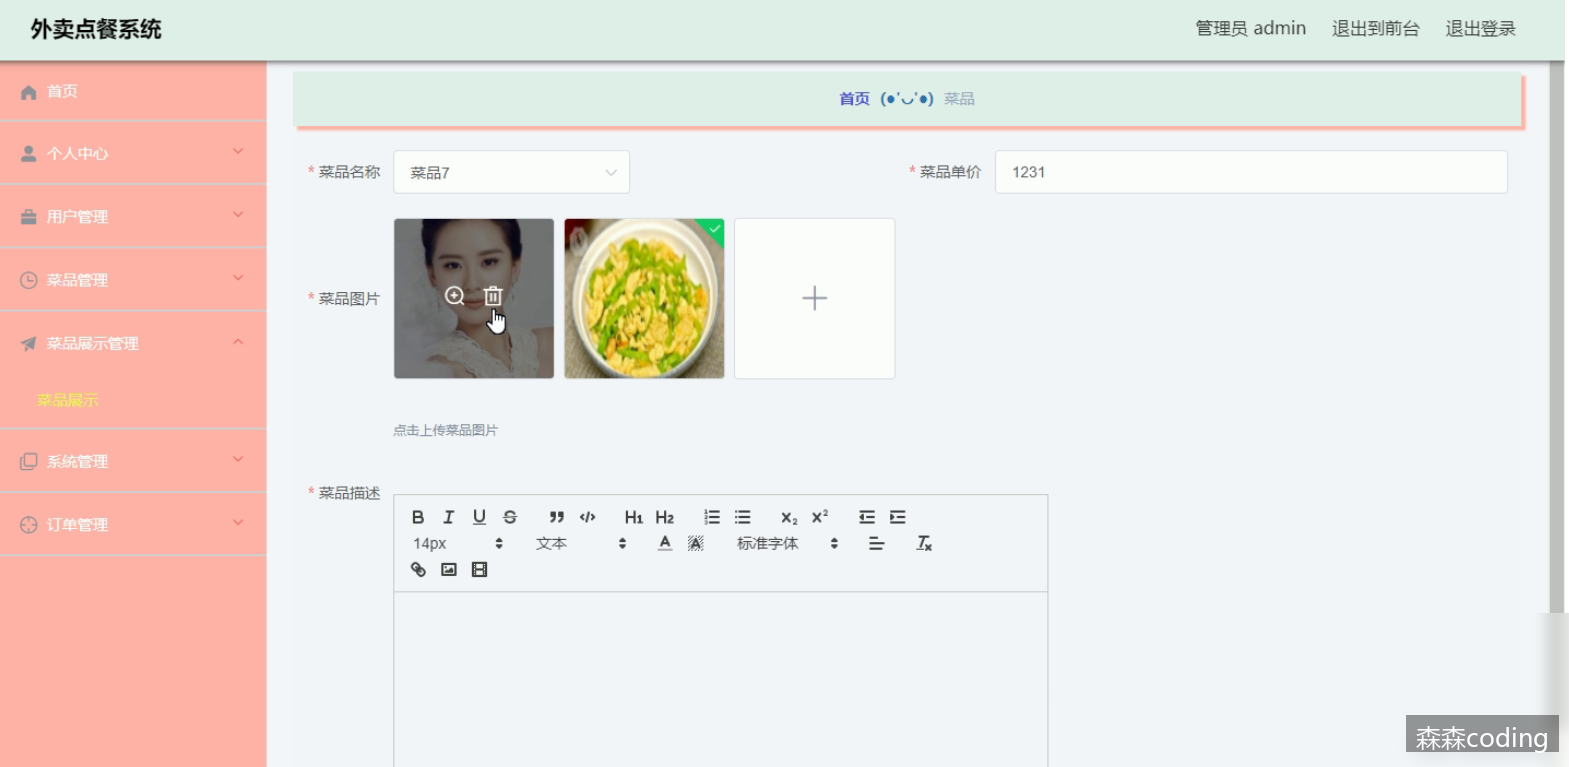 外卖点餐系统
管理员 admin 退出到前台 退出登录
首页
个人中心
用户管理
菜品管理
菜品展示管理
菜品展示
系统管理
订单管理
首页 (●'◡'●) 菜品
* 菜品名称 菜品7
* 菜品单价 1231
* 菜品图片
点击上传菜品图片
* 菜品描述
B I U S H1 H2 X2 X2
14px 文本 A A 标准字体 Tx
森森coding